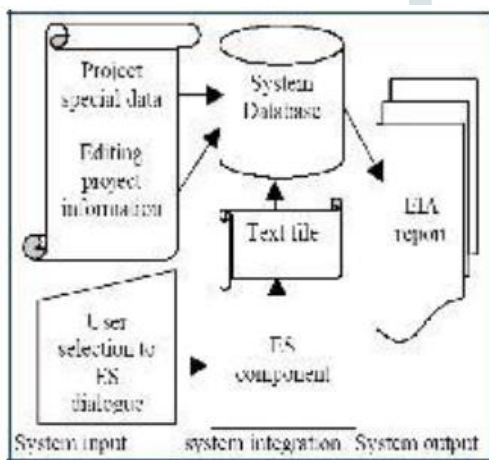 Project
special data
Editing
project
information
System
Database
Text file
EIA
report
User
selection to
ES
dialogue
ES
component
System input
system integration
System output